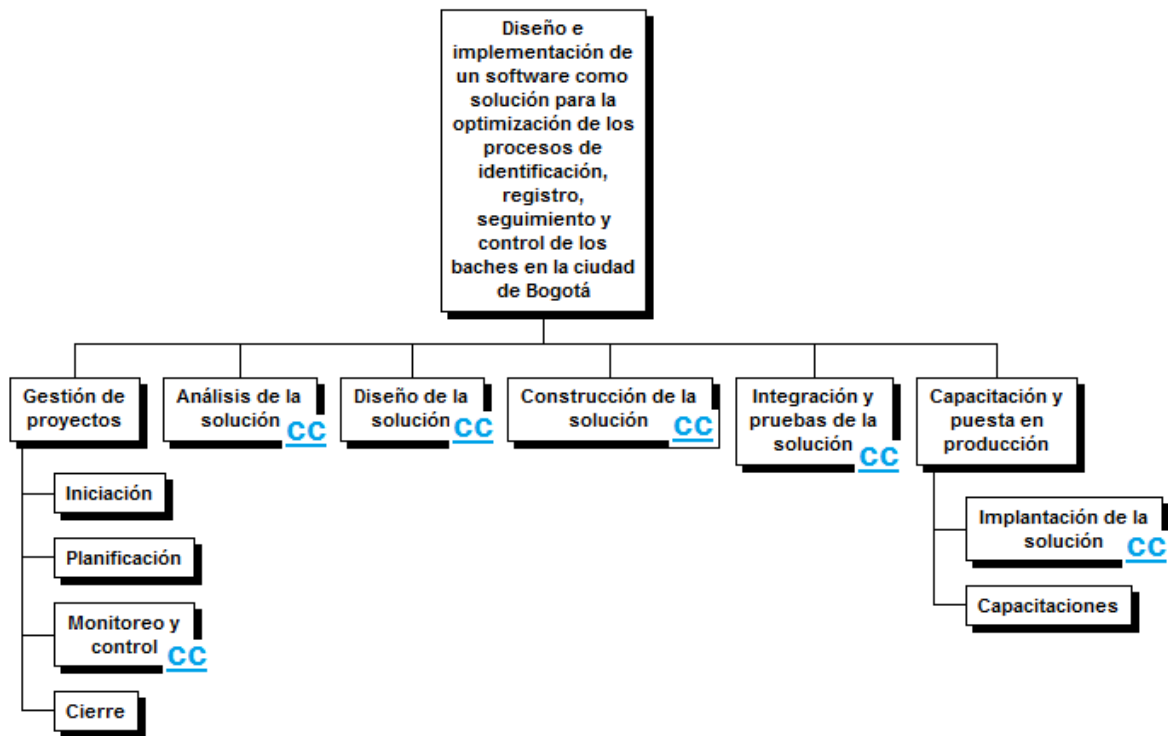 Diseño e
implementación de
un software como
solución para la
optimización de los
procesos de
identificación,
registro,
seguimiento y
control de los
baches en la ciudad
de Bogotá
Gestión de
proyectos
Análisis de la
solución
CC
Diseño de la
solución
CC
Construcción de la
solución
CC
Integración y
pruebas de la
solución
CC
Capacitación y
puesta en
producción
Iniciación
Planificación
Monitoreo y
control
CC
Cierre
Implantación de la
solución
CC
Capacitaciones